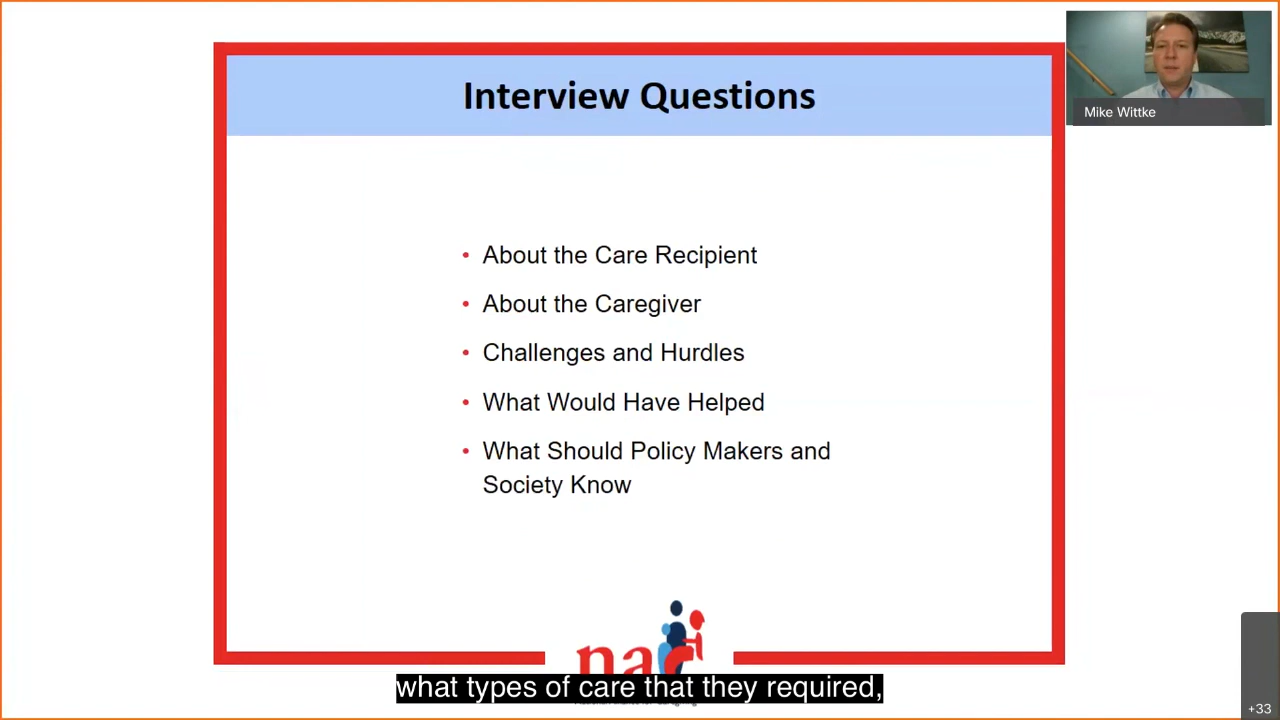 Interview Questions
Mike Wittke
• About the Care Recipient
• About the Caregiver
• Challenges and Hurdles
• What Would Have Helped
• What Should Policy Makers and
Society Know
nac
what types of care that they required,
+33